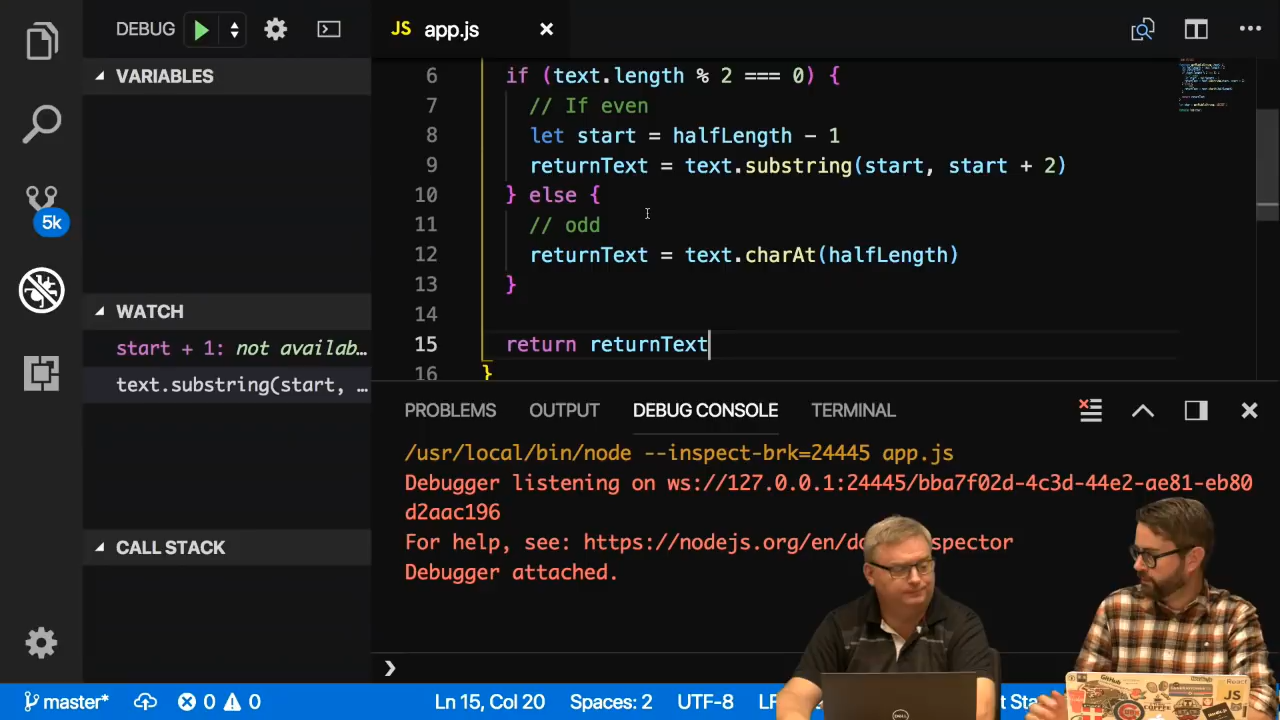 DEBUG
JS app.js
VARIABLES
6 if (text.length % 2 === 0) {
7 // If even
8 let start = halfLength - 1
9 returnText = text.substring(start, start + 2)
10 } else {
11 // odd
12 returnText = text.charAt(halfLength)
13 }
14
15 return returnText
16 }
5k
WATCH
start + 1: not availab…
text.substring(start, …
CALL STACK
PROBLEMS OUTPUT DEBUG CONSOLE TERMINAL
/usr/local/bin/node --inspect-brk=24445 app.js
Debugger listening on ws://127.0.0.1:24445/bba7f02d-4c3d-44e2-ae81-eb80
d2aac196
For help, see: https://nodejs.org/en/do spector
Debugger attached.
master* 0 0 Ln 15, Col 20 Spaces: 2 UTF-8
DELL
GitHub
React
JS